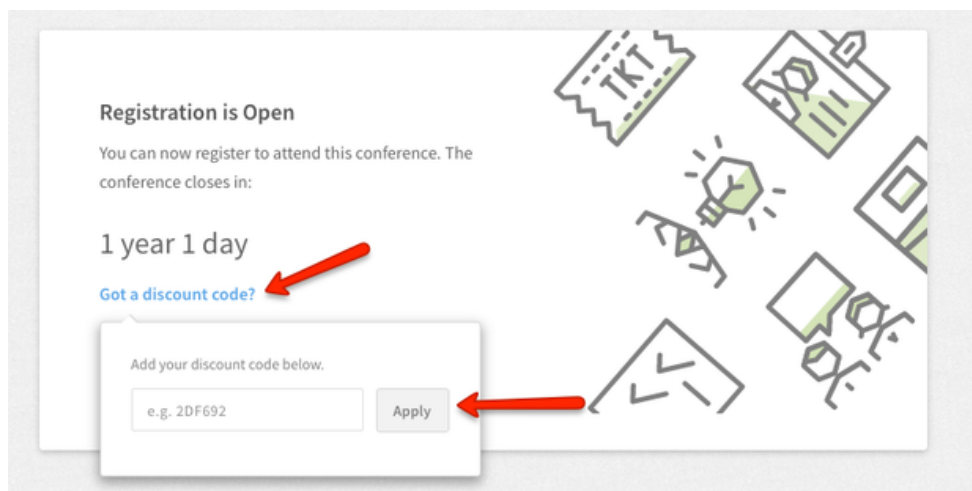 TKT
Registration is Open
You can now register to attend this conference. The
conference closes in:
1 year 1 day
Got a discount code?
Add your discount code below.
e.g. 2DF692
Apply